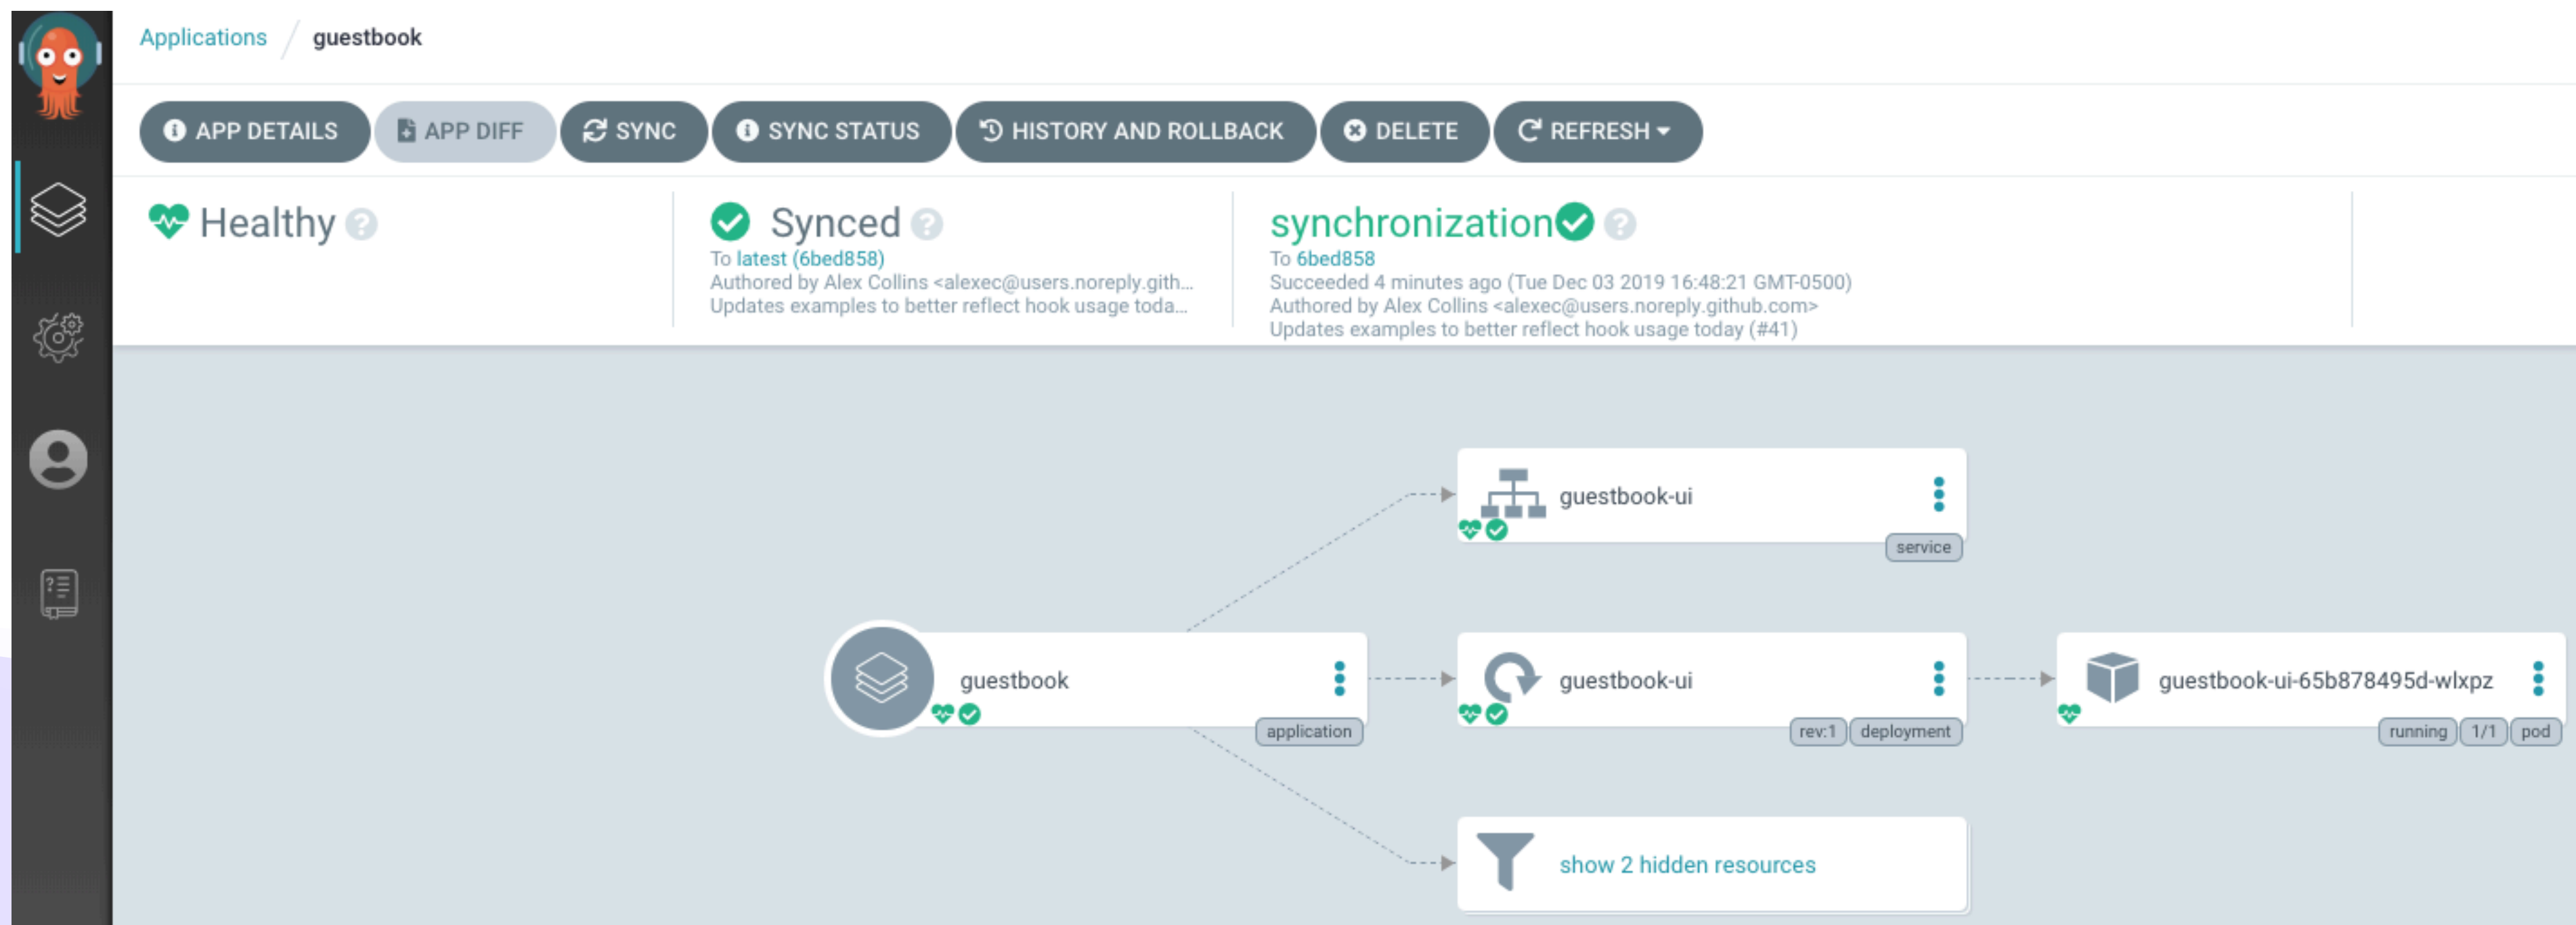 Applications / guestbook
APP DETAILS APP DIFF SYNC SYNC STATUS HISTORY AND ROLLBACK DELETE REFRESH
Healthy ?
Synced ?
To latest (6bed858)
Authored by Alex Collins <alexec@users.noreply.gith...
Updates examples to better reflect hook usage toda...
synchronization ?
To 6bed858
Succeeded 4 minutes ago (Tue Dec 03 2019 16:48:21 GMT-0500)
Authored by Alex Collins <alexec@users.noreply.github.com>
Updates examples to better reflect hook usage today (#41)
guestbook-ui
service
guestbook
application
guestbook-ui
rev:1 deployment
guestbook-ui-65b878495d-wlxpz
running 1/1 pod
show 2 hidden resources